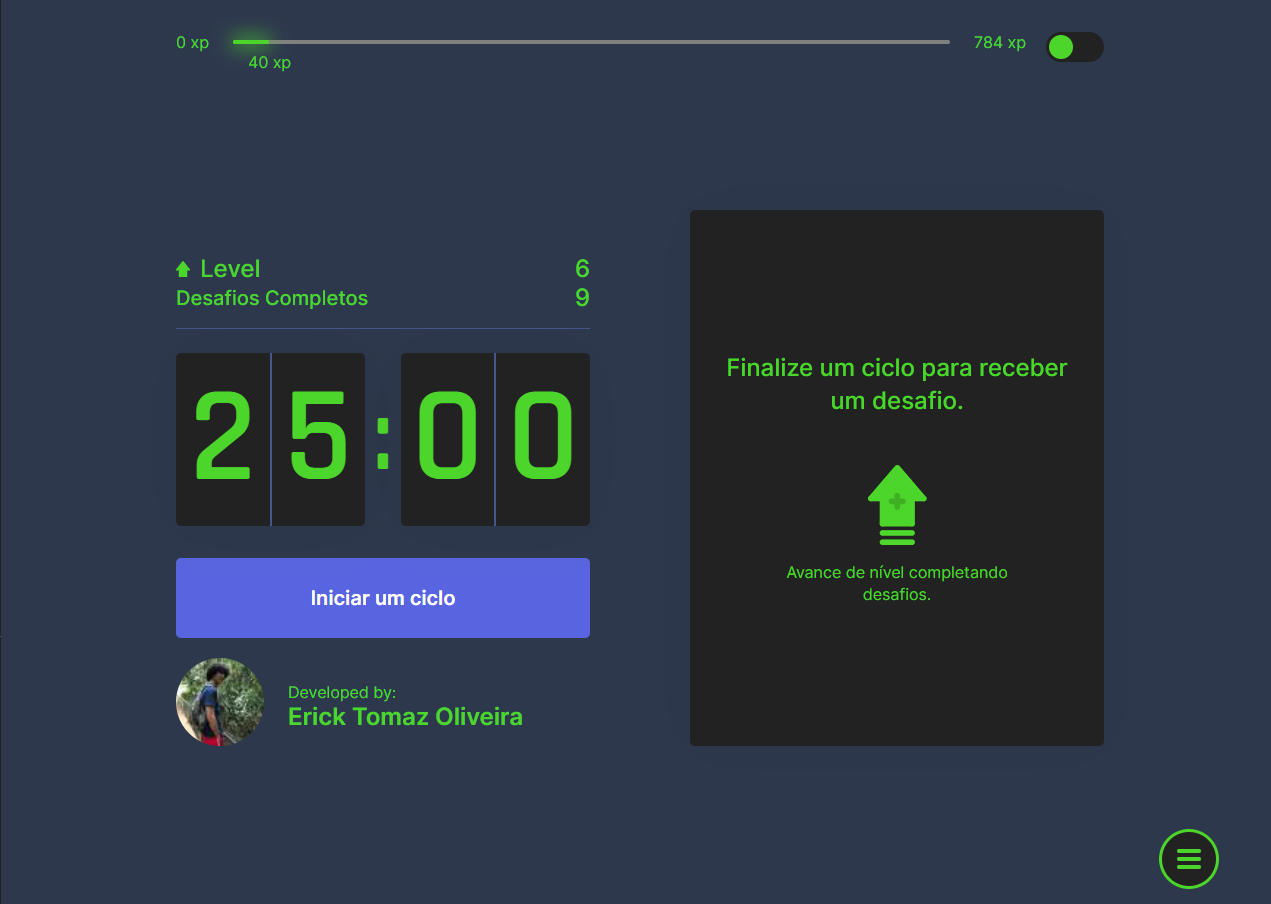 0 xp
784 xp
40 xp
Level 6
Desafios Completos 9
25:00
Iniciar um ciclo
Developed by:
Erick Tomaz Oliveira
Finalize um ciclo para receber
um desafio.
Avance de nível completando
desafios.